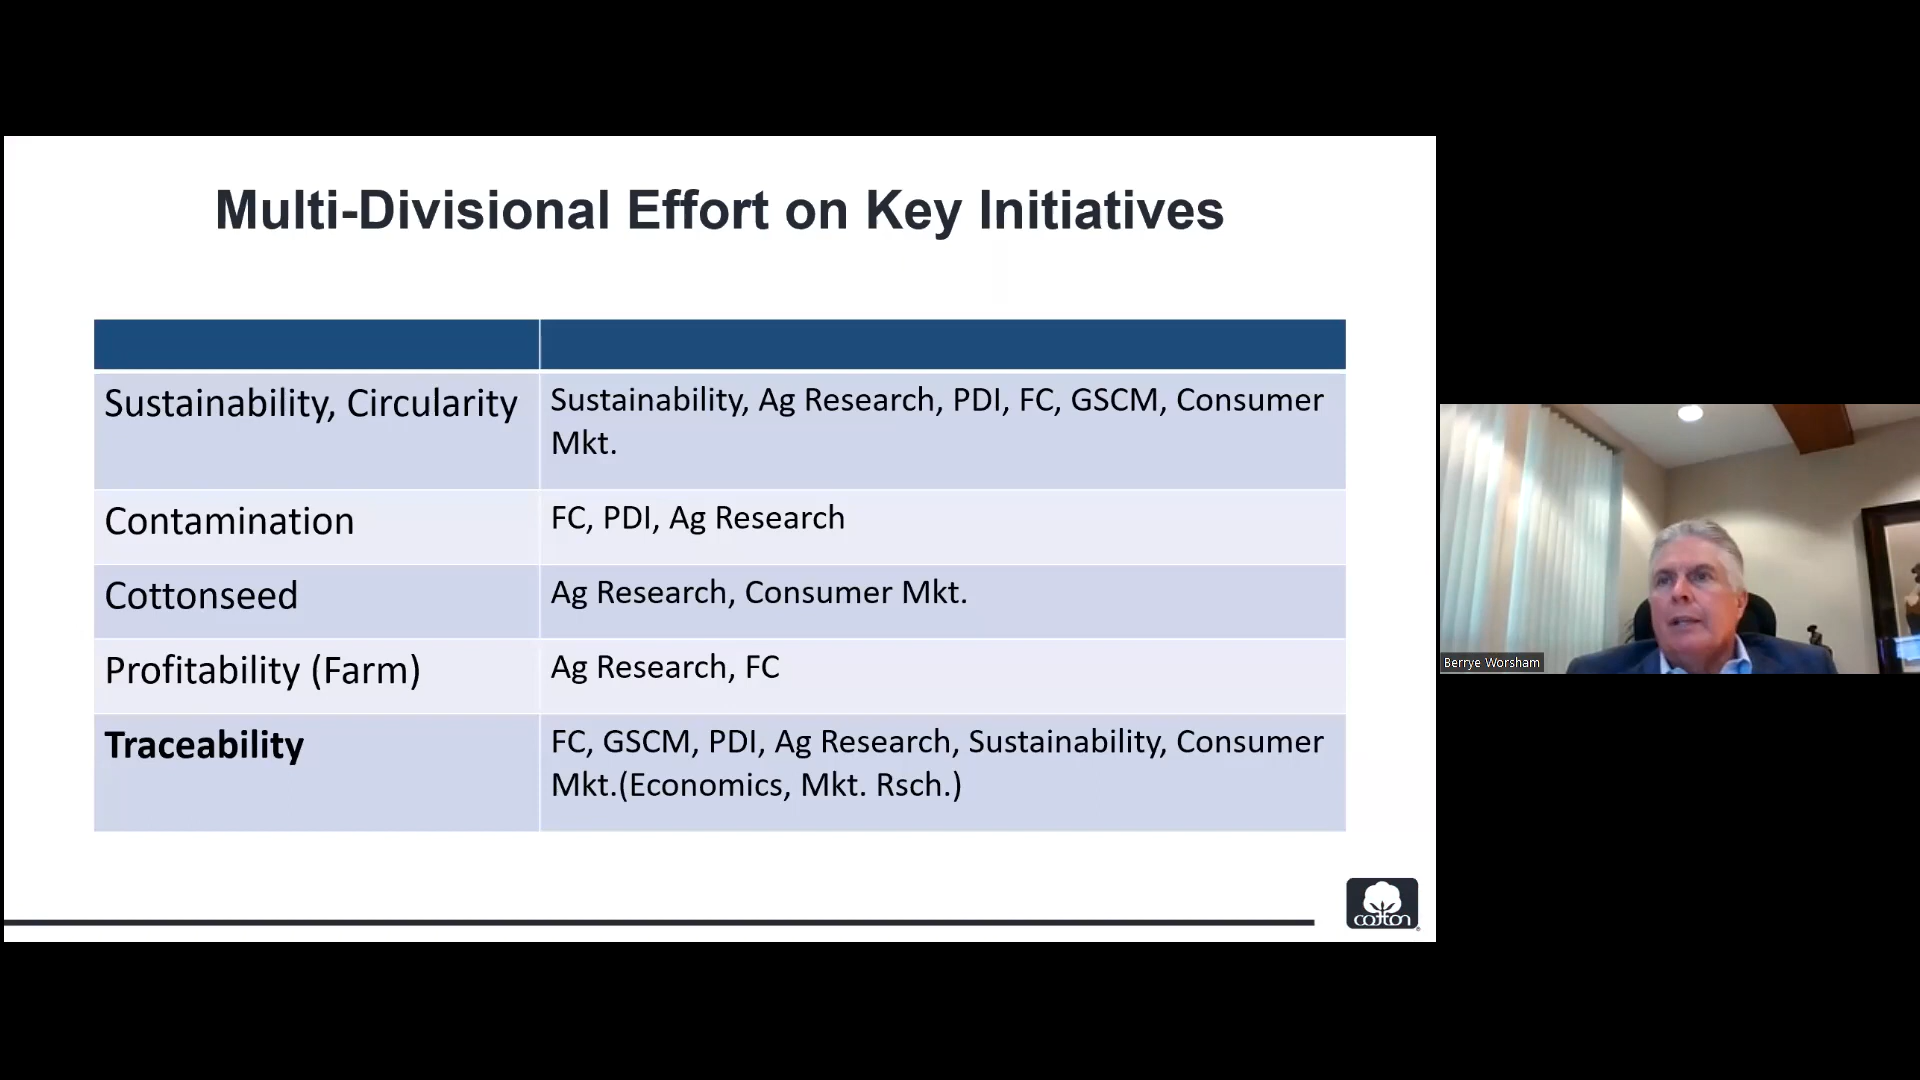 Multi-Divisional Effort on Key Initiatives
Sustainability, Circularity
Sustainability, Ag Research, PDI, FC, GSCM, Consumer
Mkt.
Contamination
FC, PDI, Ag Research
Cottonseed
Ag Research, Consumer Mkt.
Profitability (Farm)
Ag Research, FC
Traceability
FC, GSCM, PDI, Ag Research, Sustainability, Consumer
Mkt.(Economics, Mkt. Rsch.)
cotton
Berrye Worsham